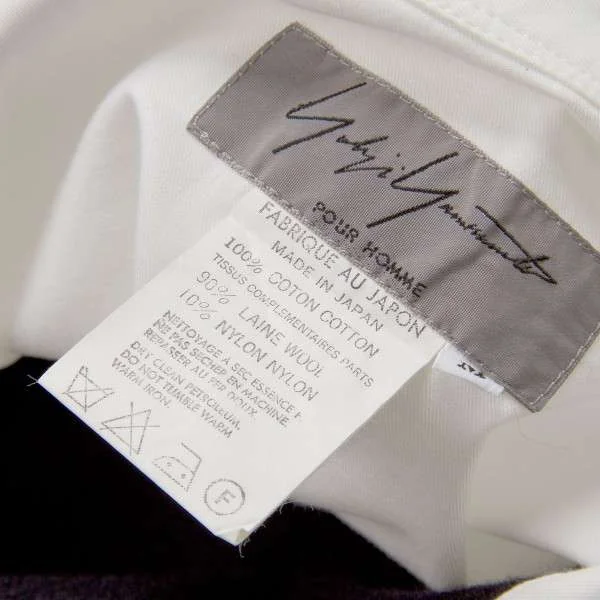 Yohji Yamamoto
POUR HOMME
FABRIQUE AU JAPON
MADE IN JAPAN
100% COTON COTTON
TISSUS COMPLEMENTAIRES PARTS
90% LAINE WOOL
10% NYLON NYLON
NETTOYAGE A SEC ESSENCE F
NE PAS SECHER EN MACHINE
REPASSER AU FER DOUX.
DRY CLEAN PETROLEUM.
DO NOT TUMBLE WARM
WARM IRON.
F
M